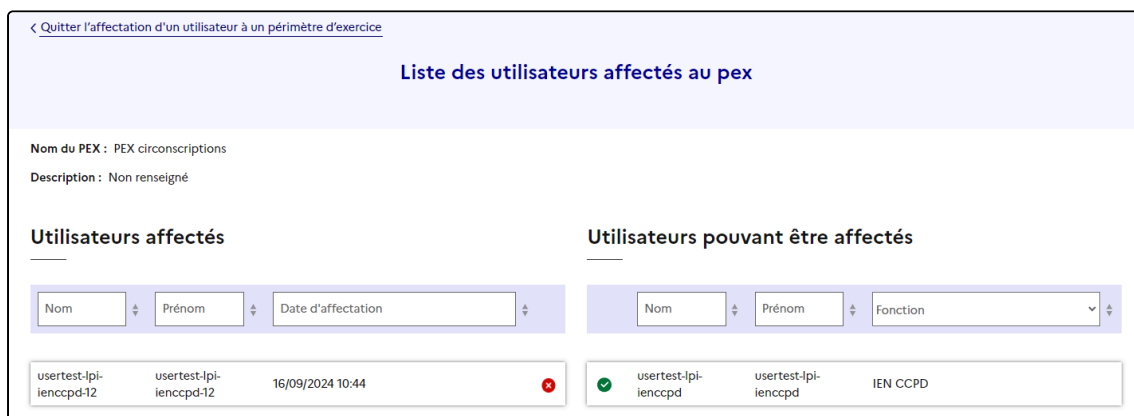 Quitter l'affectation d'un utilisateur à un périmètre d'exercice
Liste des utilisateurs affectés au pex
Nom du PEX : PEX circonscriptions
Description : Non renseigné
Utilisateurs affectés
Utilisateurs pouvant être affectés
Nom Prénom Date d'affectation
Nom Prénom Fonction
usertest-lpi- usertest-lpi- 16/09/2024 10:44
ienccpd-12 ienccpd-12
usertest-lpi- usertest-lpi- IEN CCPD
ienccpd ienccpd